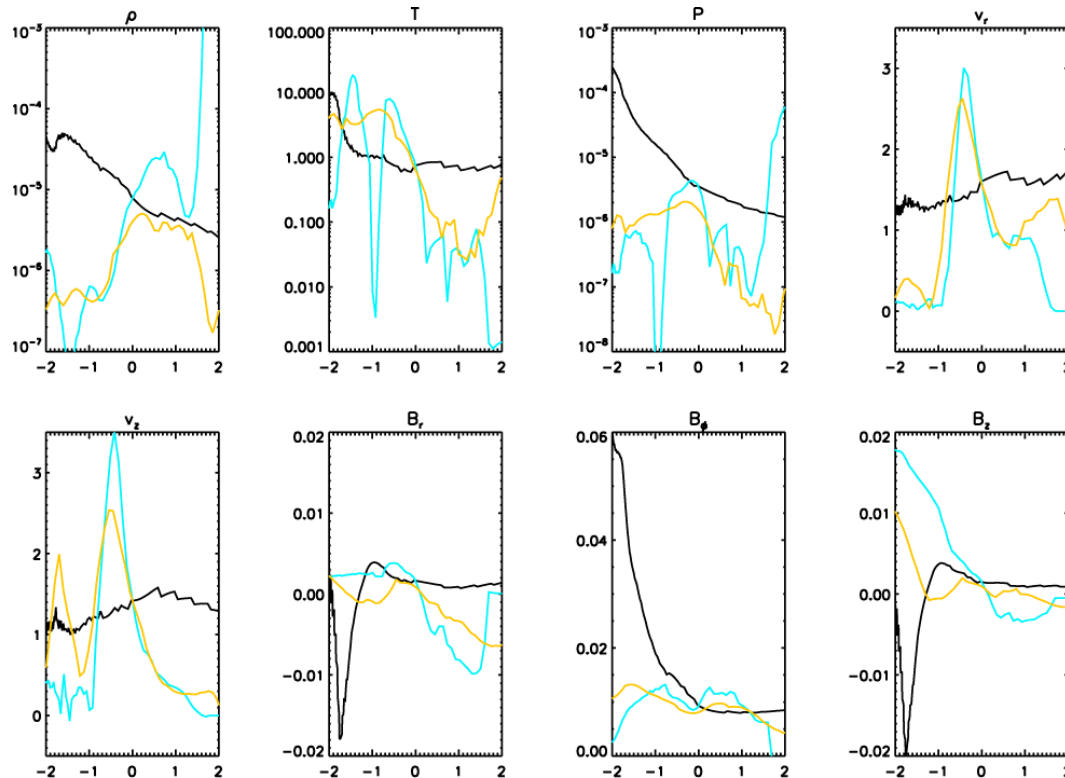 ρ T P v_r
10^-3 100.000 10^-3 3
10^-4 10.000 10^-4
10^-5 1.000 10^-5 2
10^-6 0.100 10^-6 1
0.010 10^-7 0
10^-7 0.001 10^-8
-2 -1 0 1 2 -2 -1 0 1 2 -2 -1 0 1 2 -2 -1 0 1 2
v_z B_r B_ϕ B_z
3 0.02 0.06 0.02
2 0.01 0.04 0.01
1 0.00 0.02 0.00
0 -0.01 -0.01
-0.02 0.00 -0.02
-2 -1 0 1 2 -2 -1 0 1 2 -2 -1 0 1 2 -2 -1 0 1 2